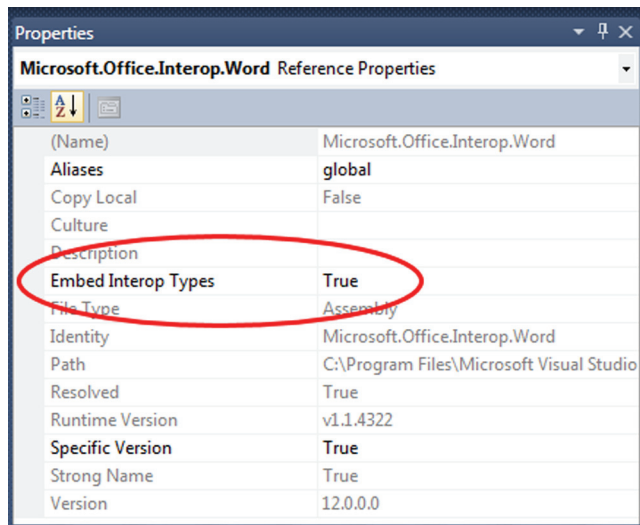 Properties
Microsoft.Office.Interop.Word Reference Properties
(Name) Microsoft.Office.Interop.Word
Aliases global
Copy Local False
Culture
Description
Embed Interop Types True
File Type Assembly
Identity Microsoft.Office.Interop.Word
Path C:\Program Files\Microsoft Visual Studio
Resolved True
Runtime Version v1.1.4322
Specific Version True
Strong Name True
Version 12.0.0.0